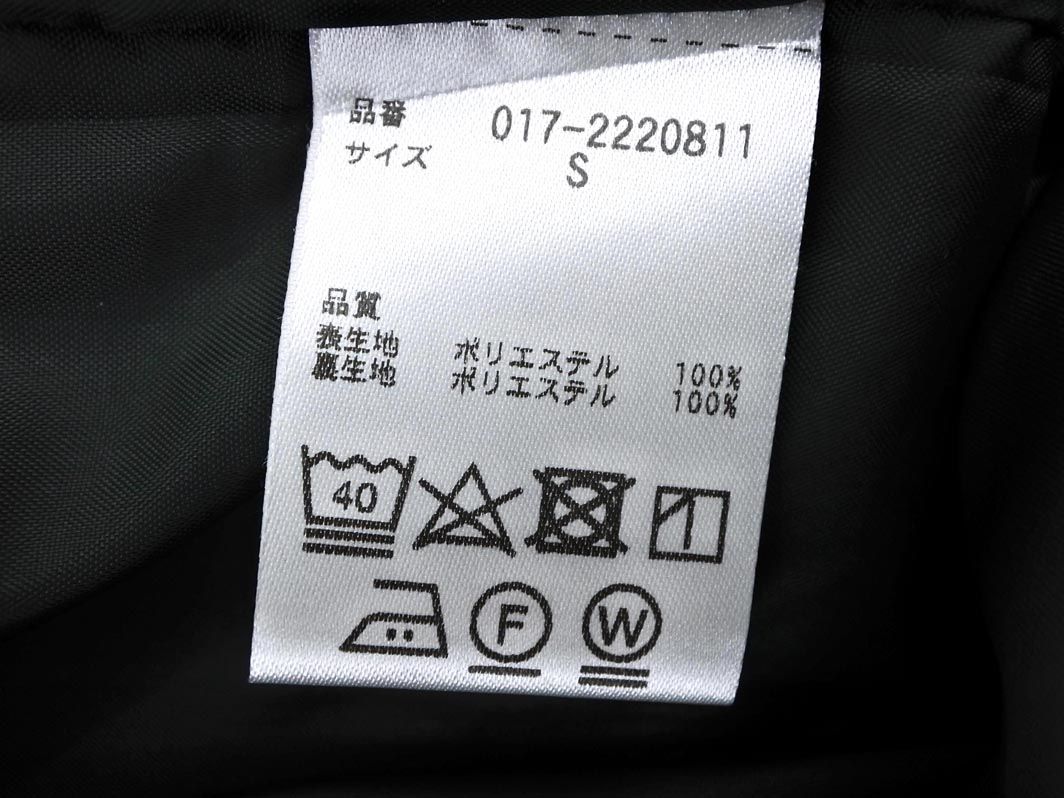 品番 017-2220811
サイズ S
品質
表生地 ポリエステル 100%
裏生地 ポリエステル 100%
40
F W